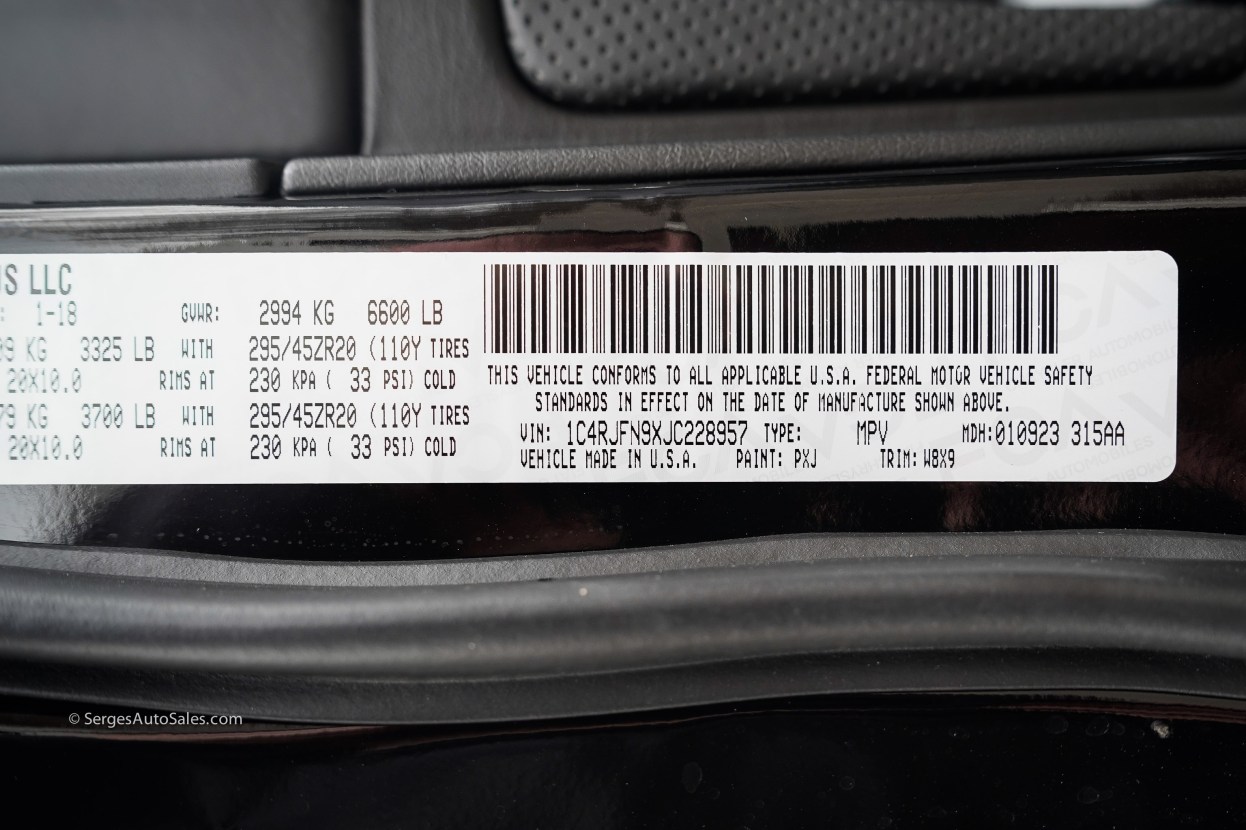 US LLC
: 1-18 GVWR: 2994 KG 6600 LB
09 KG 3325 LB WITH 295/45ZR20 (110Y TIRES
20X10.0 RIMS AT 230 KPA ( 33 PSI) COLD
79 KG 3700 LB WITH 295/45ZR20 (110Y TIRES
20X10.0 RIMS AT 230 KPA ( 33 PSI) COLD
THIS VEHICLE CONFORMS TO ALL APPLICABLE U.S.A. FEDERAL MOTOR VEHICLE SAFETY
STANDARDS IN EFFECT ON THE DATE OF MANUFACTURE SHOWN ABOVE.
VIN: 1C4RJFN9XJC228957 TYPE: MPV MDH:010923 315AA
VEHICLE MADE IN U.S.A. PAINT: PXJ TRIM: W8X9
© SergesAutoSales.com